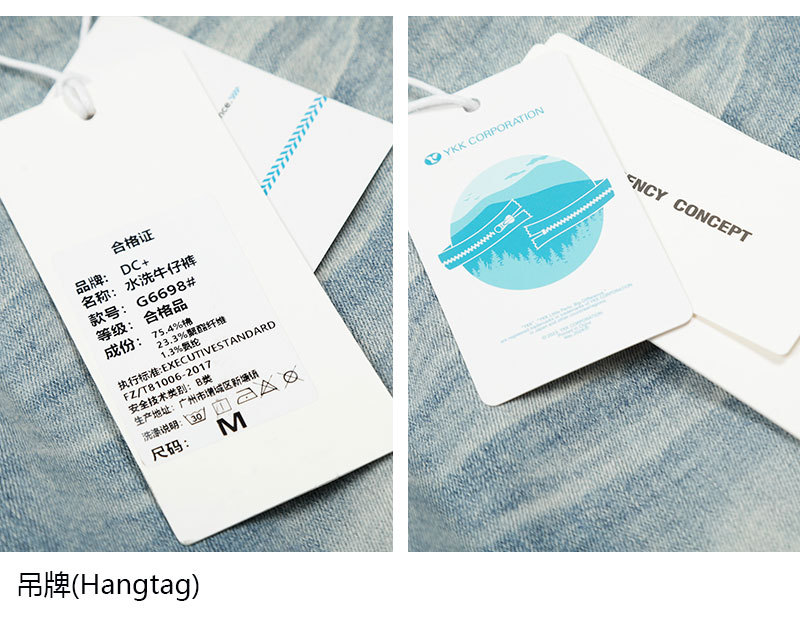 合格证
品牌: DC+
名称: 水洗牛仔裤
款号: G6698#
等级: 合格品
成份: 75.4%棉
23.3%聚酯纤维
1.3%氨纶
执行标准:EXECUTIVESTANDARD
FZ/T81006-2017
安全技术类别: B类
生产地址: 广州市增城区新塘镇
洗涤说明: 30
尺码: M
nce.
YKK CORPORATION
ENCY CONCEPT
吊牌(Hangtag)